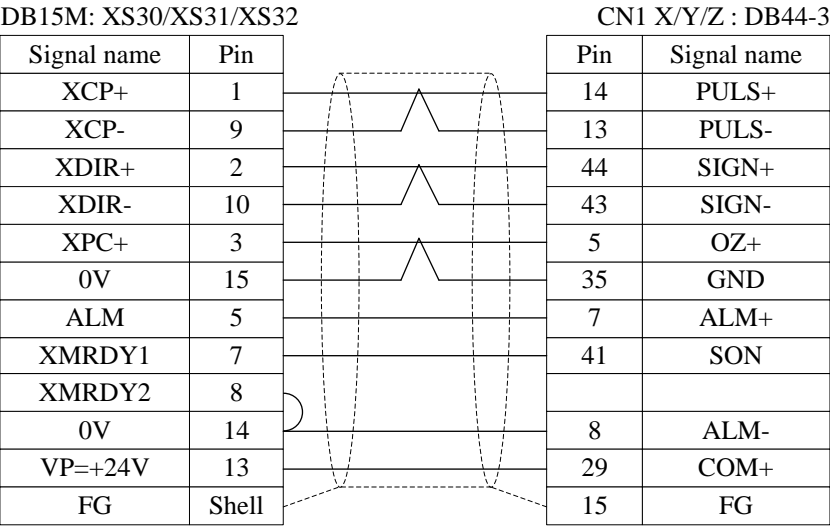 DB15M: XS30/XS31/XS32 CN1 X/Y/Z : DB44-3
Signal name Pin Pin Signal name
XCP+ 1 14 PULS+
XCP- 9 13 PULS-
XDIR+ 2 44 SIGN+
XDIR- 10 43 SIGN-
XPC+ 3 5 OZ+
0V 15 35 GND
ALM 5 7 ALM+
XMRDY1 7 41 SON
XMRDY2 8
0V 14 8 ALM-
VP=+24V 13 29 COM+
FG Shell 15 FG